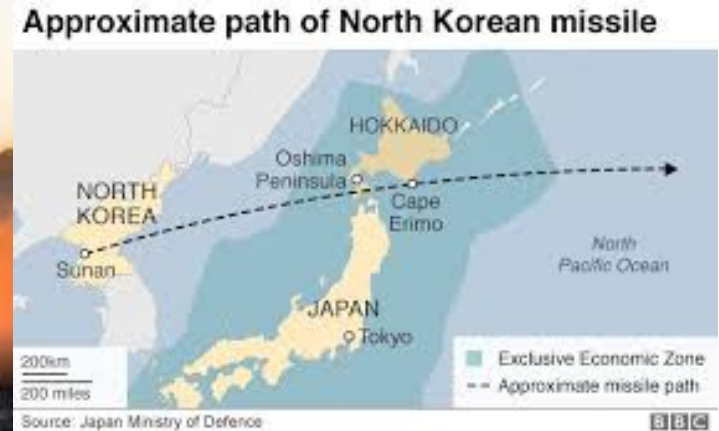 Approximate path of North Korean missile
HOKKAIDO
Oshima
Peninsula
NORTH
KOREA
Cape
Erimo
Sunan
North
Pacific Ocean
JAPAN
Tokyo
200km
200 miles
Exclusive Economic Zone
Approximate missile path
Source: Japan Ministry of Defence
BBC